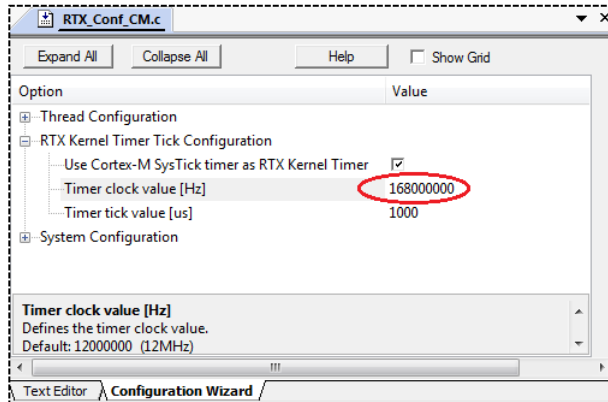 RTX_Conf_CM.c
Expand All Collapse All Help Show Grid
Option Value
Thread Configuration
RTX Kernel Timer Tick Configuration
Use Cortex-M SysTick timer as RTX Kernel Timer
Timer clock value [Hz] 168000000
Timer tick value [us] 1000
System Configuration
Timer clock value [Hz]
Defines the timer clock value.
Default: 12000000 (12MHz)
Text Editor Configuration Wizard